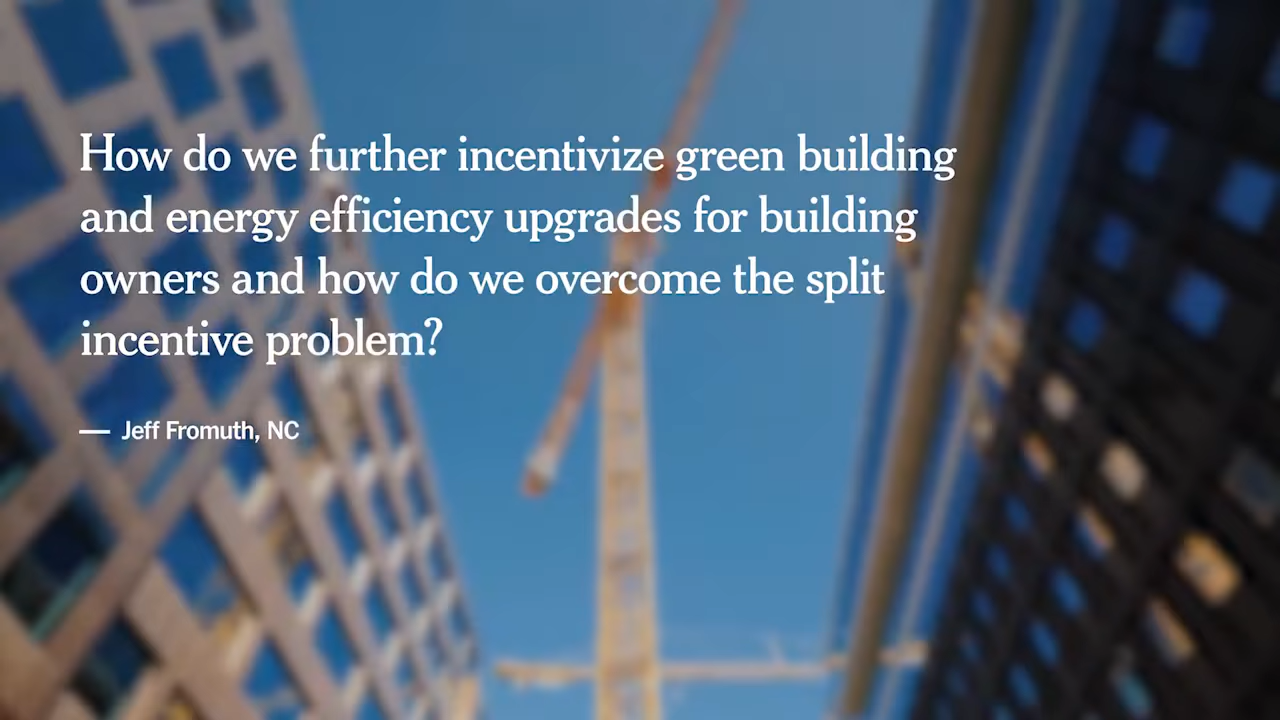 How do we further incentivize green building
and energy efficiency upgrades for building
owners and how do we overcome the split
incentive problem?
— Jeff Fromuth, NC